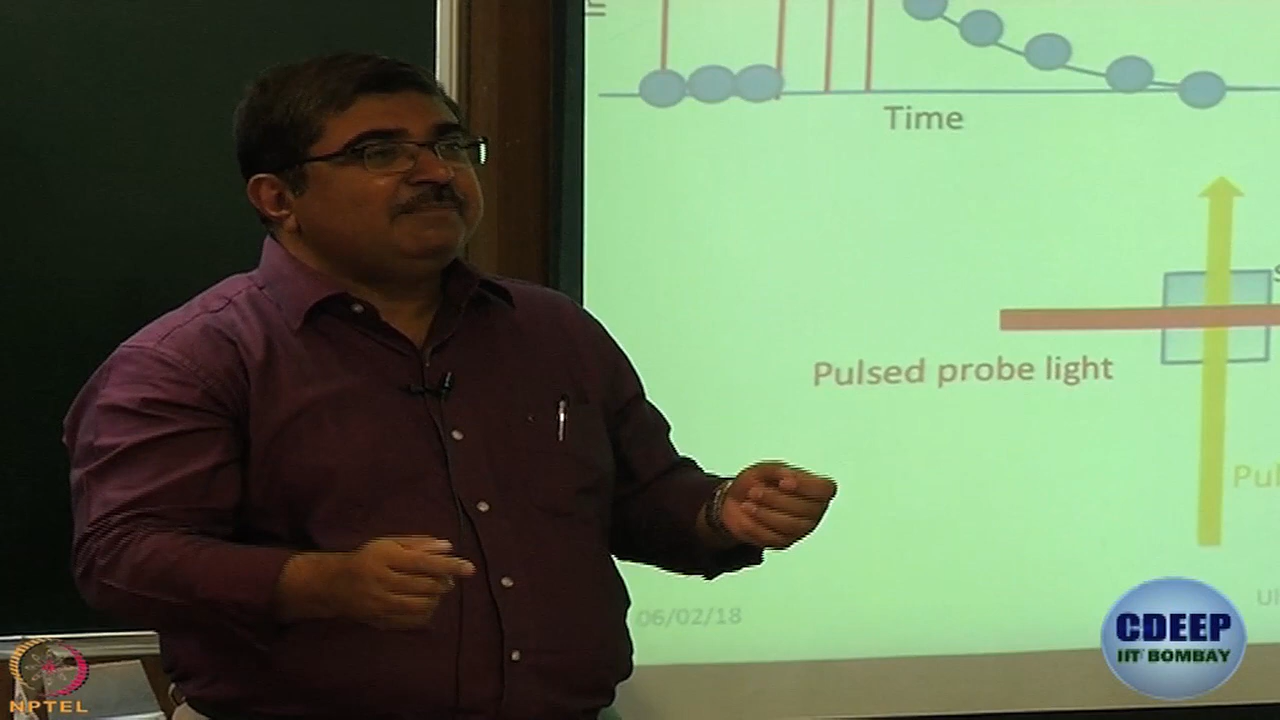 Time
Pulsed probe light
06/02/18
CDEEP
IIT BOMBAY
NPTEL